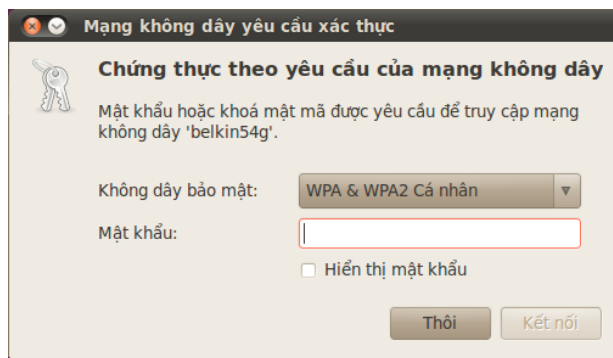 Mạng không dây yêu cầu xác thực
Chứng thực theo yêu cầu của mạng không dây
Mật khẩu hoặc khoá mật mã được yêu cầu để truy cập mạng
không dây 'belkin54g'.
Không dây bảo mật: WPA & WPA2 Cá nhân
Mật khẩu:
Hiển thị mật khẩu
Thôi Kết nối